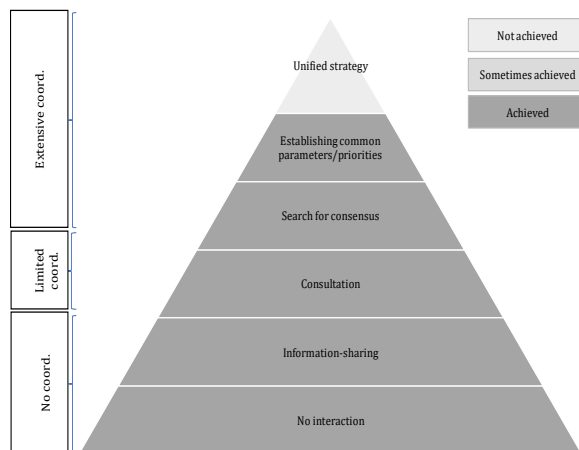 Extensive coord.
Limited
coord.
No coord.
Unified strategy
Establishing common
parameters/priorities
Search for consensus
Consultation
Information-sharing
No interaction
Not achieved
Sometimes achieved
Achieved